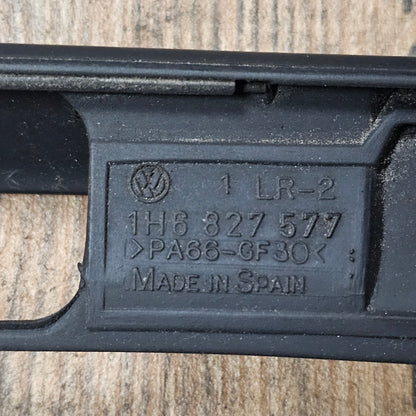 1 LR-2
1H6 827 577
>PA66-GF30<
MADE IN SPAIN